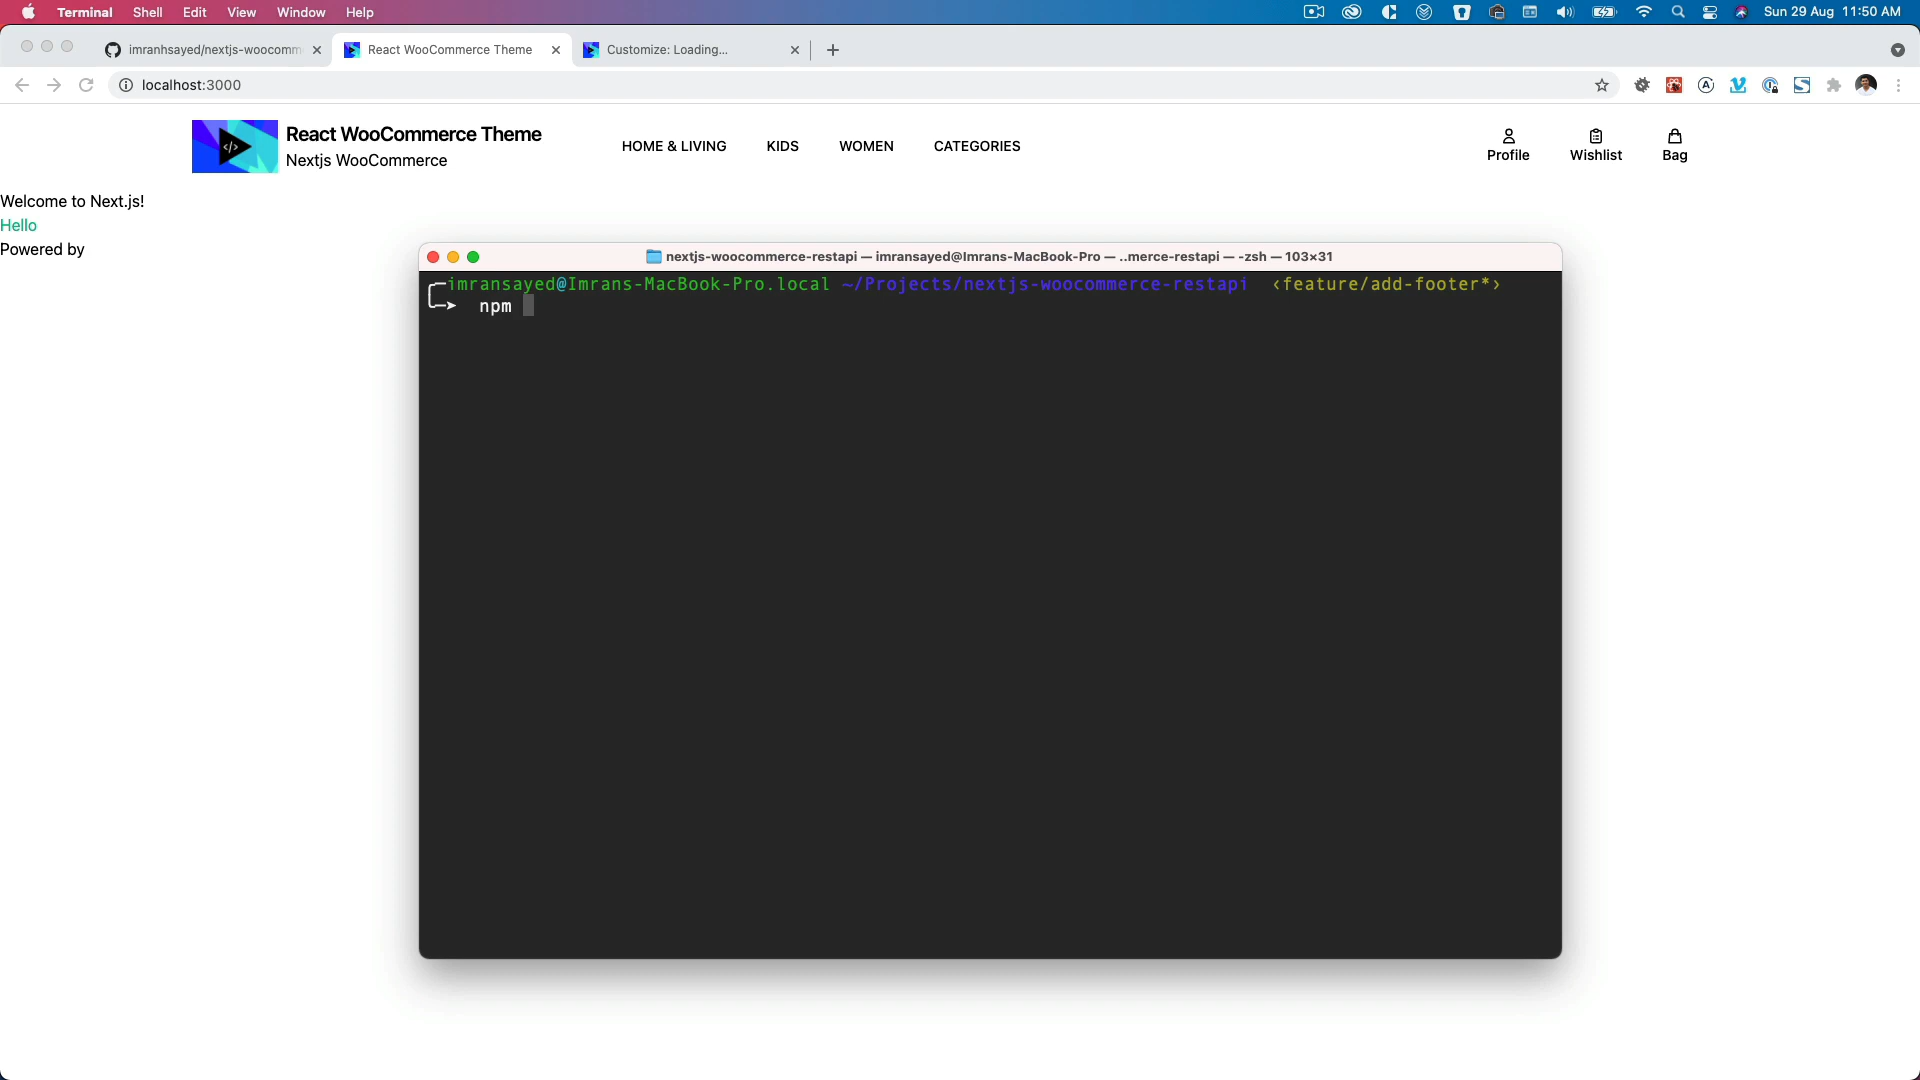 Terminal Shell Edit View Window Help
Sun 29 Aug 11:50 AM
imranhsayed/nextjs-woocomm
React WooCommerce Theme
Customize: Loading...
localhost:3000
React WooCommerce Theme
Nextjs WooCommerce
HOME & LIVING KIDS WOMEN CATEGORIES
Profile Wishlist Bag
Welcome to Next.js!
Hello
Powered by
nextjs-woocommerce-restapi — imransayed@Imrans-MacBook-Pro — ..merce-restapi — -zsh — 103×31
imransayed@Imrans-MacBook-Pro.local ~/Projects/nextjs-woocommerce-restapi ‹feature/add-footer*›
npm